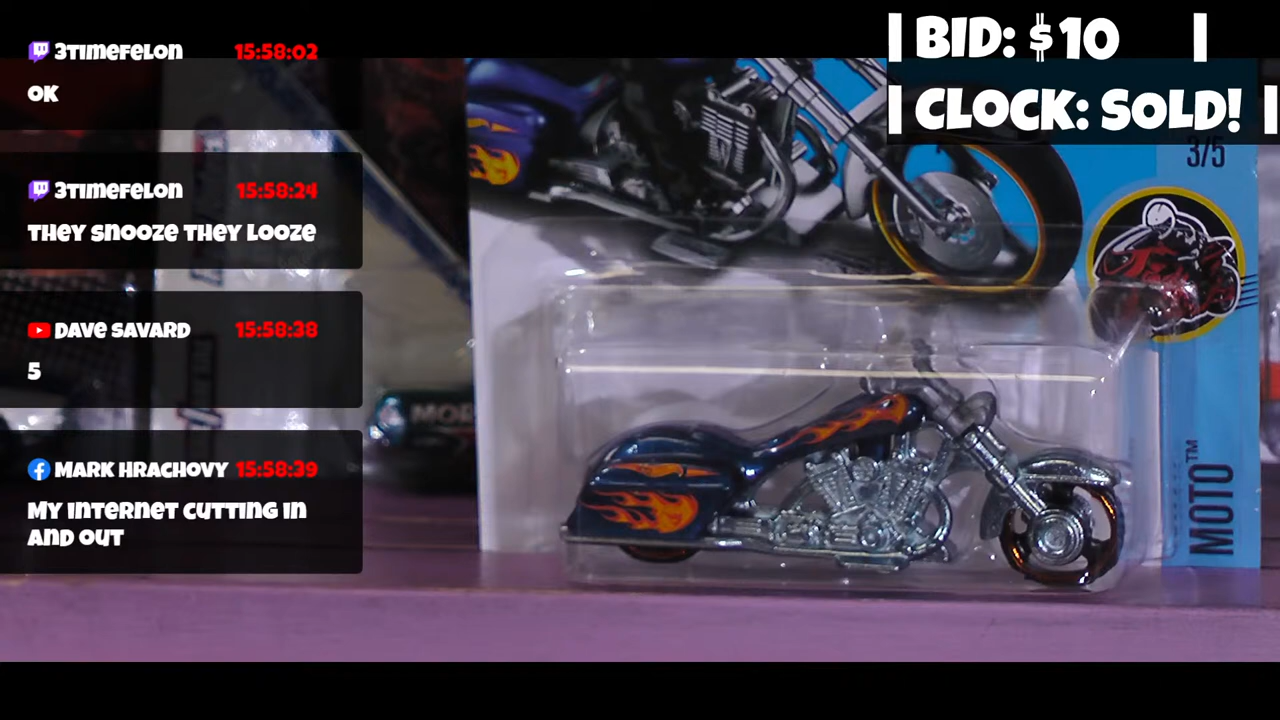 3TIMEFELON 15:58:02
OK
3TIMEFELON 15:58:24
THEY SNOOZE THEY LOOZE
DAVE SAVARD 15:58:38
5
MARK HRACHOVY 15:58:39
MY INTERNET CUTTING IN
AND OUT
| BID: $10 |
| CLOCK: SOLD! |
3/5
MOTO™